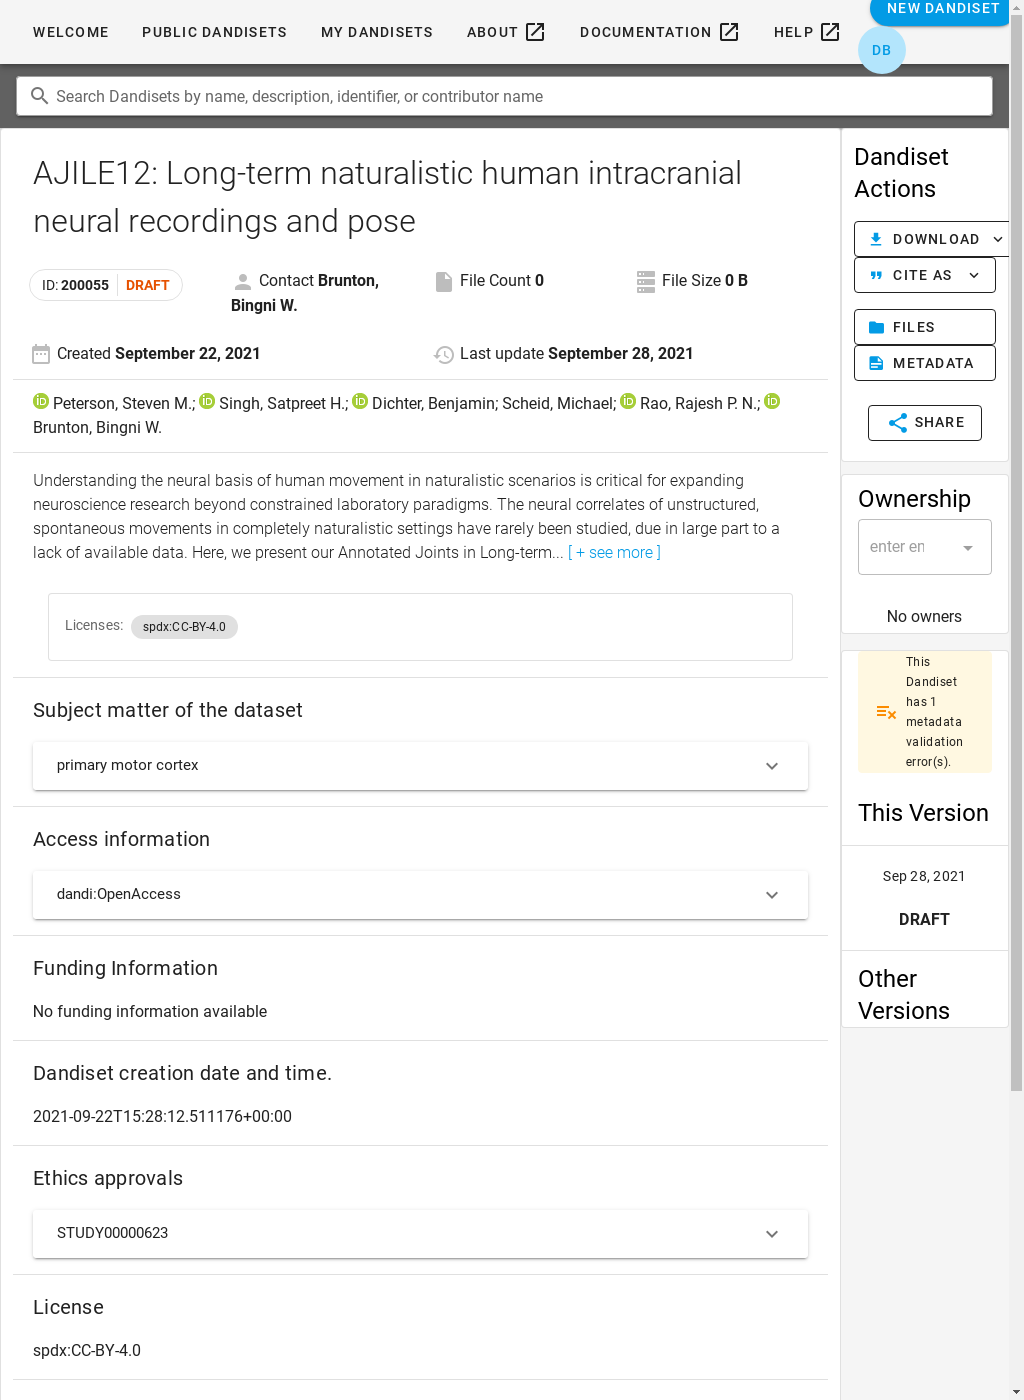 WELCOME PUBLIC DANDISETS MY DANDISETS ABOUT DOCUMENTATION HELP NEW DANDISET
DB
Search Dandisets by name, description, identifier, or contributor name
AJILE12: Long-term naturalistic human intracranial
neural recordings and pose
ID: 200055 DRAFT
Contact Brunton,
Bingni W.
File Count 0
File Size 0 B
Created September 22, 2021
Last update September 28, 2021
Peterson, Steven M.; Singh, Satpreet H.; Dichter, Benjamin; Scheid, Michael; Rao, Rajesh P. N.;
Brunton, Bingni W.
Understanding the neural basis of human movement in naturalistic scenarios is critical for expanding
neuroscience research beyond constrained laboratory paradigms. The neural correlates of unstructured,
spontaneous movements in completely naturalistic settings have rarely been studied, due in large part to a
lack of available data. Here, we present our Annotated Joints in Long-term... [ + see more ]
Licenses: spdx:CC-BY-4.0
Subject matter of the dataset
primary motor cortex
Access information
dandi:OpenAccess
Funding Information
No funding information available
Dandiset creation date and time.
2021-09-22T15:28:12.511176+00:00
Ethics approvals
STUDY00000623
License
spdx:CC-BY-4.0
Dandiset
Actions
DOWNLOAD
CITE AS
FILES
METADATA
SHARE
Ownership
enter en
No owners
This
Dandiset
has 1
metadata
validation
error(s).
This Version
Sep 28, 2021
DRAFT
Other
Versions